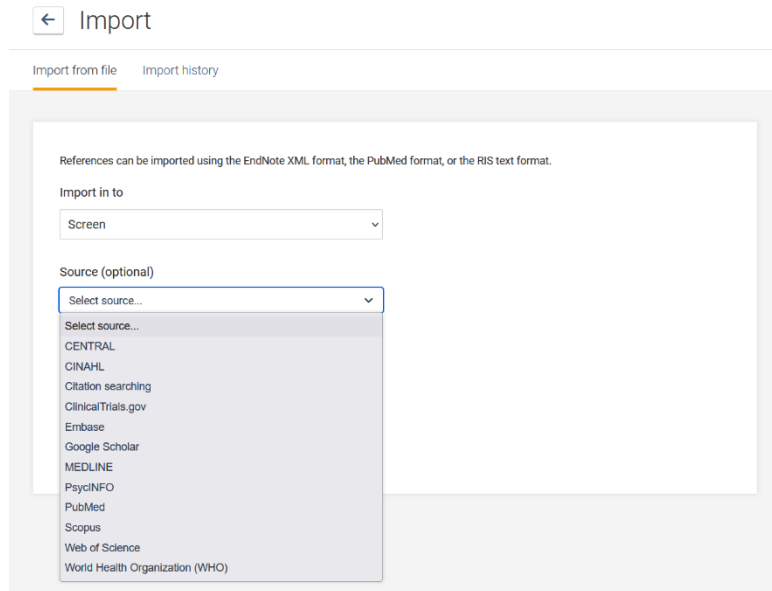 Import
Import from file Import history
References can be imported using the EndNote XML format, the PubMed format, or the RIS text format.
Import in to
Screen
Source (optional)
Select source...
Select source...
CENTRAL
CINAHL
Citation searching
ClinicalTrials.gov
Embase
Google Scholar
MEDLINE
PsycINFO
PubMed
Scopus
Web of Science
World Health Organization (WHO)